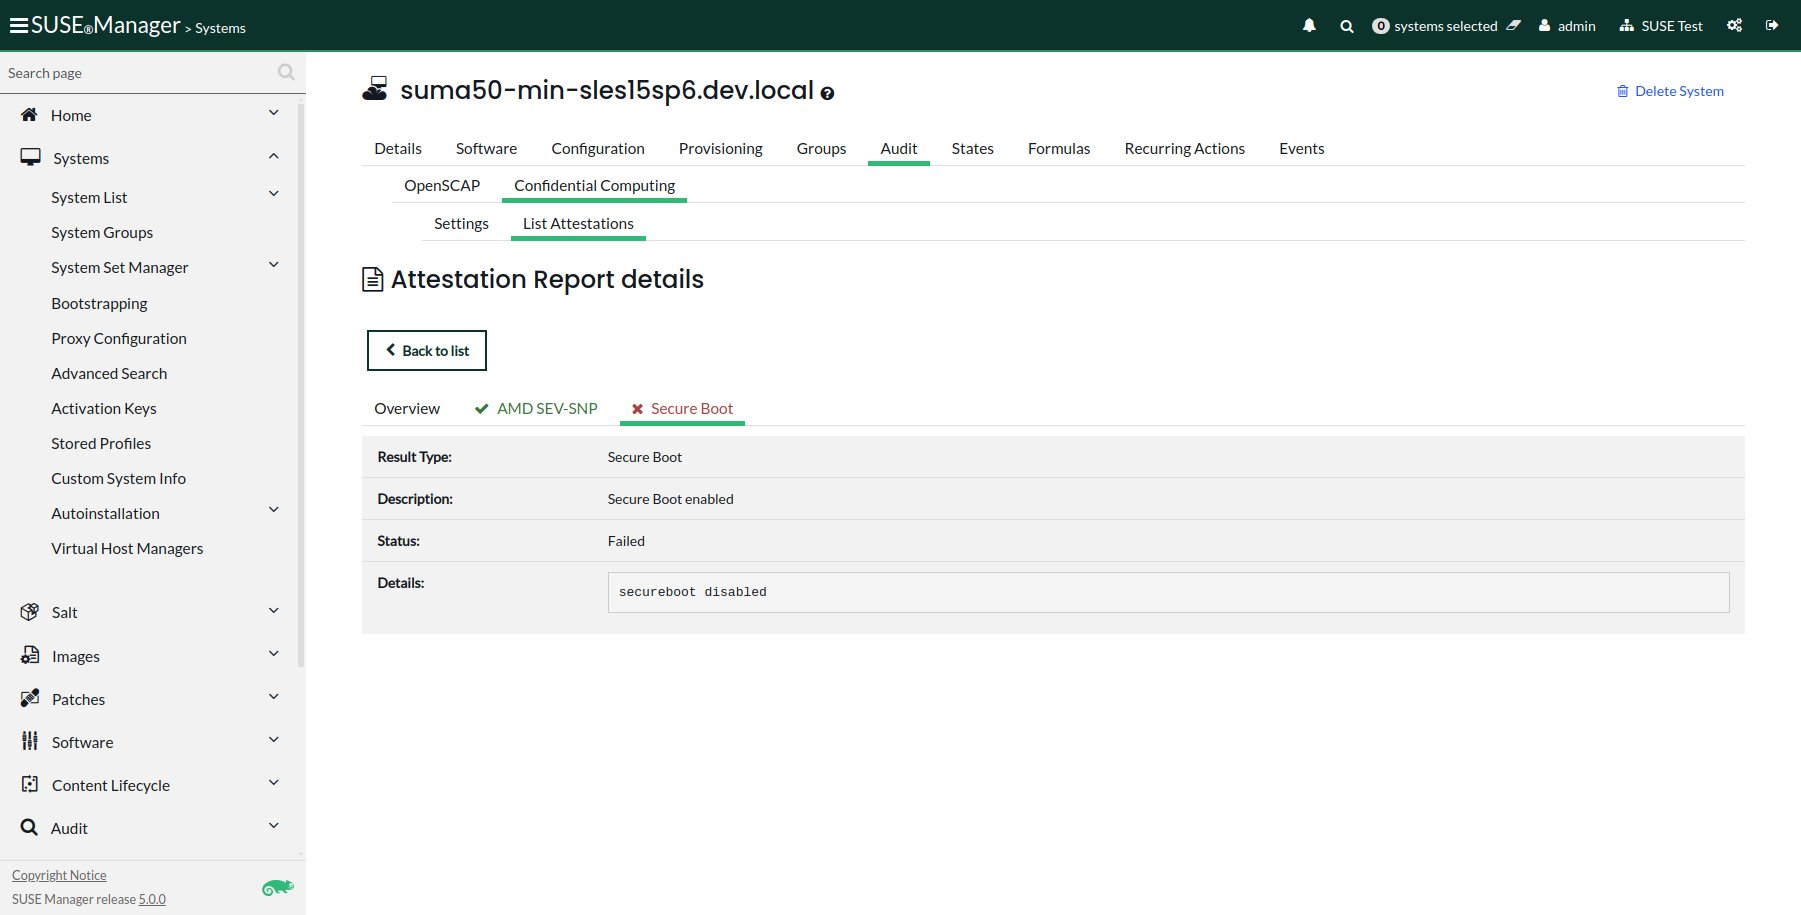 SUSE®Manager > Systems
0 systems selected admin SUSE Test
Search page
Home
Systems
System List
System Groups
System Set Manager
Bootstrapping
Proxy Configuration
Advanced Search
Activation Keys
Stored Profiles
Custom System Info
Autoinstallation
Virtual Host Managers
Salt
Images
Patches
Software
Content Lifecycle
Audit
Copyright Notice
SUSE Manager release 5.0.0
suma50-min-sles15sp6.dev.local ?
Delete System
Details Software Configuration Provisioning Groups Audit States Formulas Recurring Actions Events
OpenSCAP Confidential Computing
Settings List Attestations
Attestation Report details
Back to list
Overview AMD SEV-SNP Secure Boot
Result Type: Secure Boot
Description: Secure Boot enabled
Status: Failed
Details: secureboot disabled